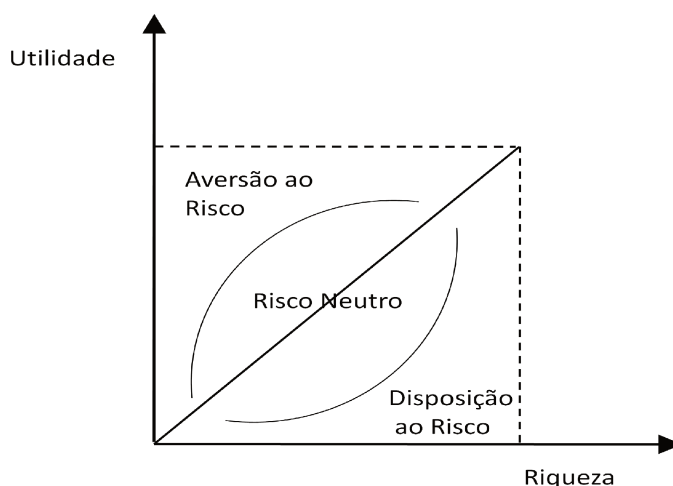 Utilidade
Aversão ao
Risco
Risco Neutro
Disposição
ao Risco
Riqueza